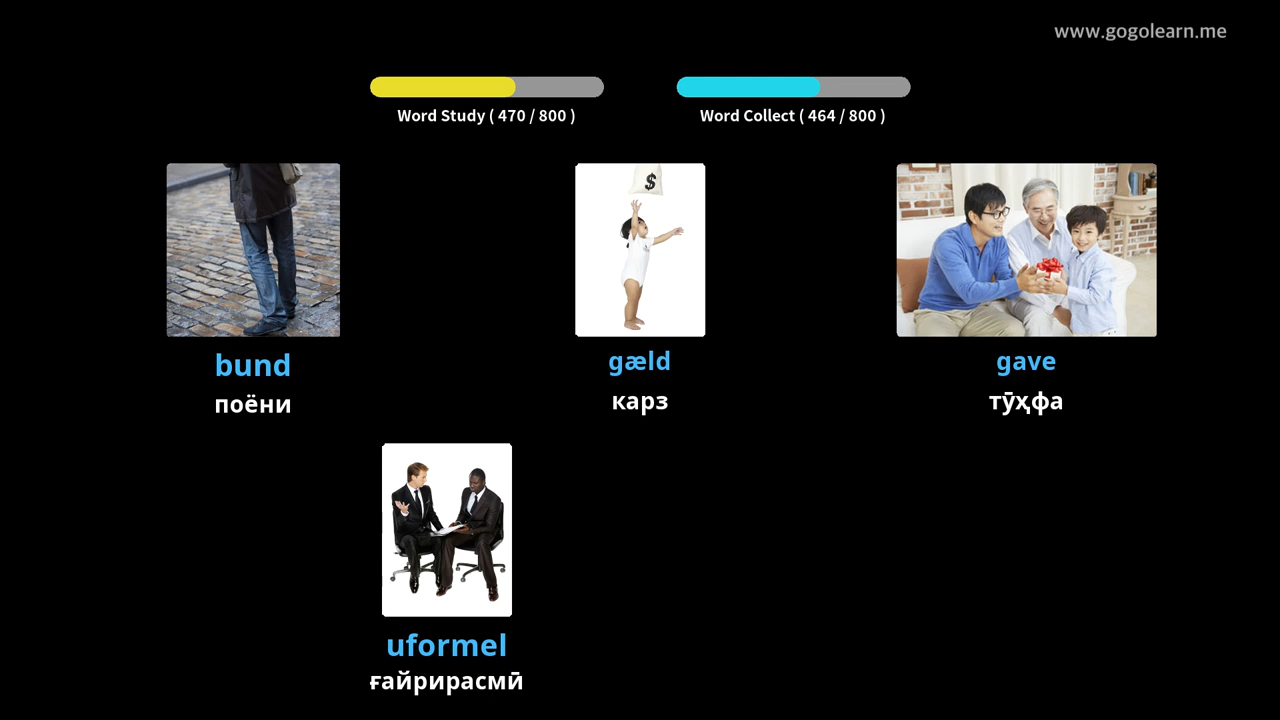 www.gogolearn.me
Word Study ( 470 / 800 )
Word Collect ( 464 / 800 )
$
bund
поёни
gæld
карз
gave
тӯҳфа
uformel
ғайрирасмӣ